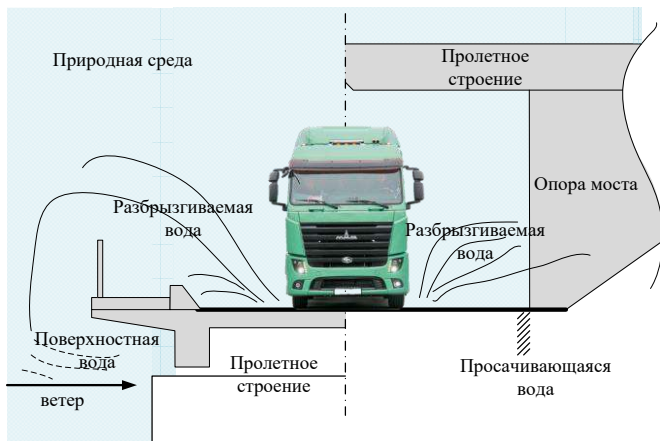 Природная среда
Пролетное
строение
Опора моста
Разбрызгиваемая
вода
Разбрызгиваемая
вода
Поверхностная
вода
ветер
Пролетное
строение
Просачивающаяся
вода